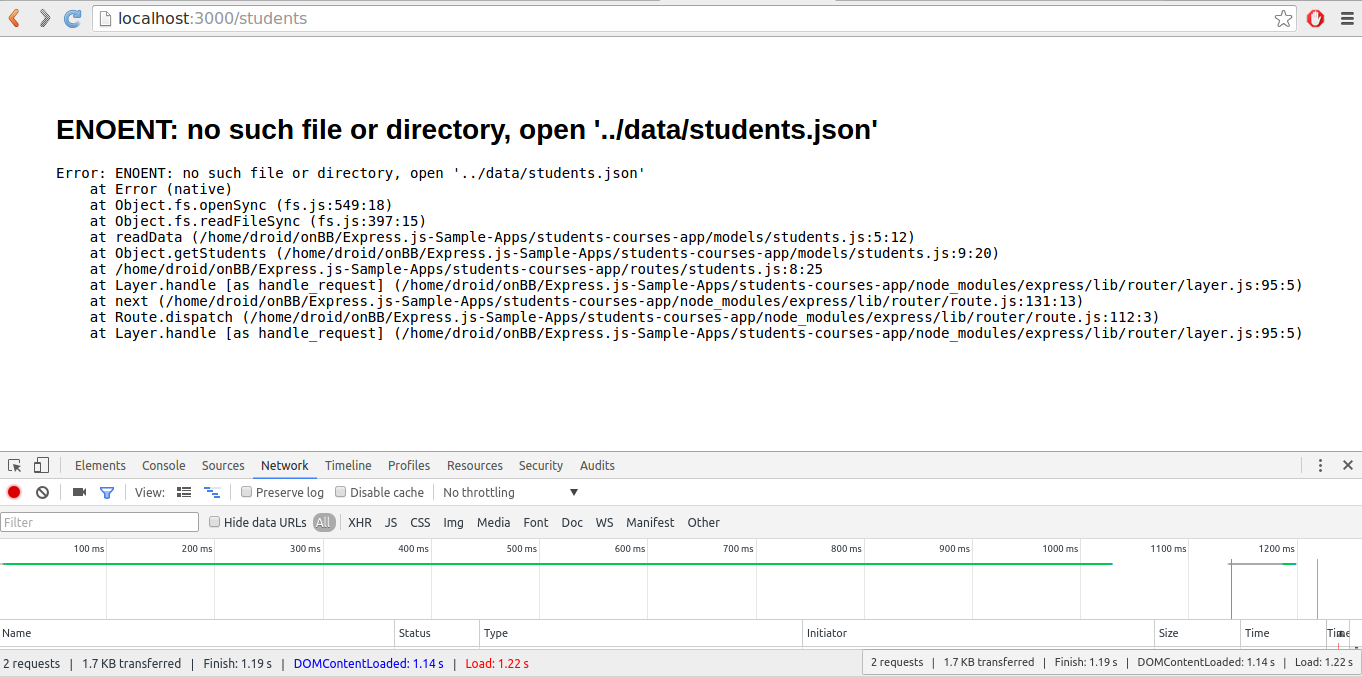 localhost:3000/students
ENOENT: no such file or directory, open '../data/students.json'
Error: ENOENT: no such file or directory, open '../data/students.json'
at Error (native)
at Object.fs.openSync (fs.js:549:18)
at Object.fs.readFileSync (fs.js:397:15)
at readData (/home/droid/onBB/Express.js-Sample-Apps/students-courses-app/models/students.js:5:12)
at Object.getStudents (/home/droid/onBB/Express.js-Sample-Apps/students-courses-app/models/students.js:9:20)
at /home/droid/onBB/Express.js-Sample-Apps/students-courses-app/routes/students.js:8:25
at Layer.handle [as handle_request] (/home/droid/onBB/Express.js-Sample-Apps/students-courses-app/node_modules/express/lib/router/layer.js:95:5)
at next (/home/droid/onBB/Express.js-Sample-Apps/students-courses-app/node_modules/express/lib/router/route.js:131:13)
at Route.dispatch (/home/droid/onBB/Express.js-Sample-Apps/students-courses-app/node_modules/express/lib/router/route.js:112:3)
at Layer.handle [as handle_request] (/home/droid/onBB/Express.js-Sample-Apps/students-courses-app/node_modules/express/lib/router/layer.js:95:5)
Elements Console Sources Network Timeline Profiles Resources Security Audits
View: Preserve log Disable cache No throttling
Filter Hide data URLs All XHR JS CSS Img Media Font Doc WS Manifest Other
100 ms 200 ms 300 ms 400 ms 500 ms 600 ms 700 ms 800 ms 900 ms 1000 ms 1100 ms 1200 ms
Name Status Type Initiator Size Time
2 requests | 1.7 KB transferred | Finish: 1.19 s | DOMContentLoaded: 1.14 s | Load: 1.22 s
2 requests | 1.7 KB transferred | Finish: 1.19 s | DOMContentLoaded: 1.14 s | Load: 1.22 s